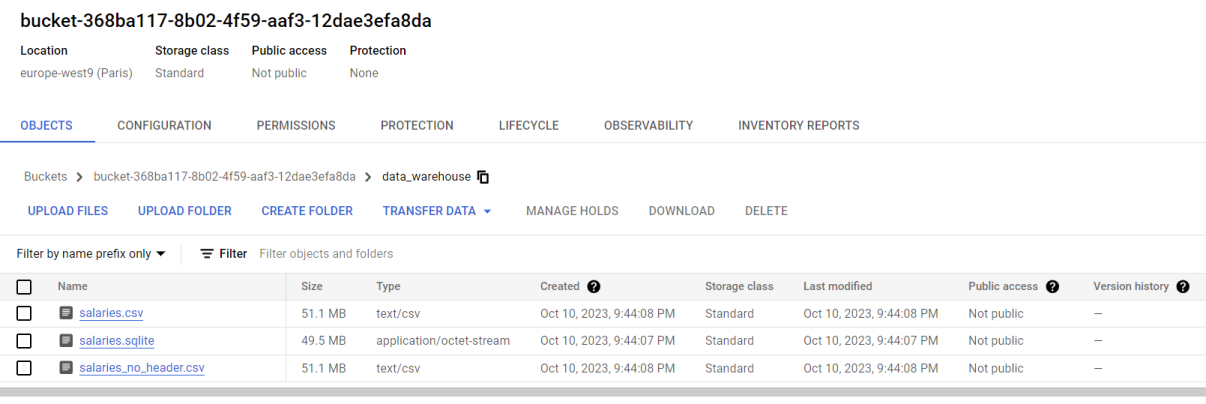 bucket-368ba117-8b02-4f59-aaf3-12dae3efa8da
Location Storage class Public access Protection
europe-west9 (Paris) Standard Not public None
OBJECTS CONFIGURATION PERMISSIONS PROTECTION LIFECYCLE OBSERVABILITY INVENTORY REPORTS
Buckets > bucket-368ba117-8b02-4f59-aaf3-12dae3efa8da > data_warehouse
UPLOAD FILES UPLOAD FOLDER CREATE FOLDER TRANSFER DATA MANAGE HOLDS DOWNLOAD DELETE
Filter by name prefix only Filter Filter objects and folders
Name Size Type Created ? Storage class Last modified Public access ? Version history ?
salaries.csv 51.1 MB text/csv Oct 10, 2023, 9:44:08 PM Standard Oct 10, 2023, 9:44:08 PM Not public —
salaries.sqlite 49.5 MB application/octet-stream Oct 10, 2023, 9:44:07 PM Standard Oct 10, 2023, 9:44:07 PM Not public —
salaries_no_header.csv 51.1 MB text/csv Oct 10, 2023, 9:44:08 PM Standard Oct 10, 2023, 9:44:08 PM Not public —